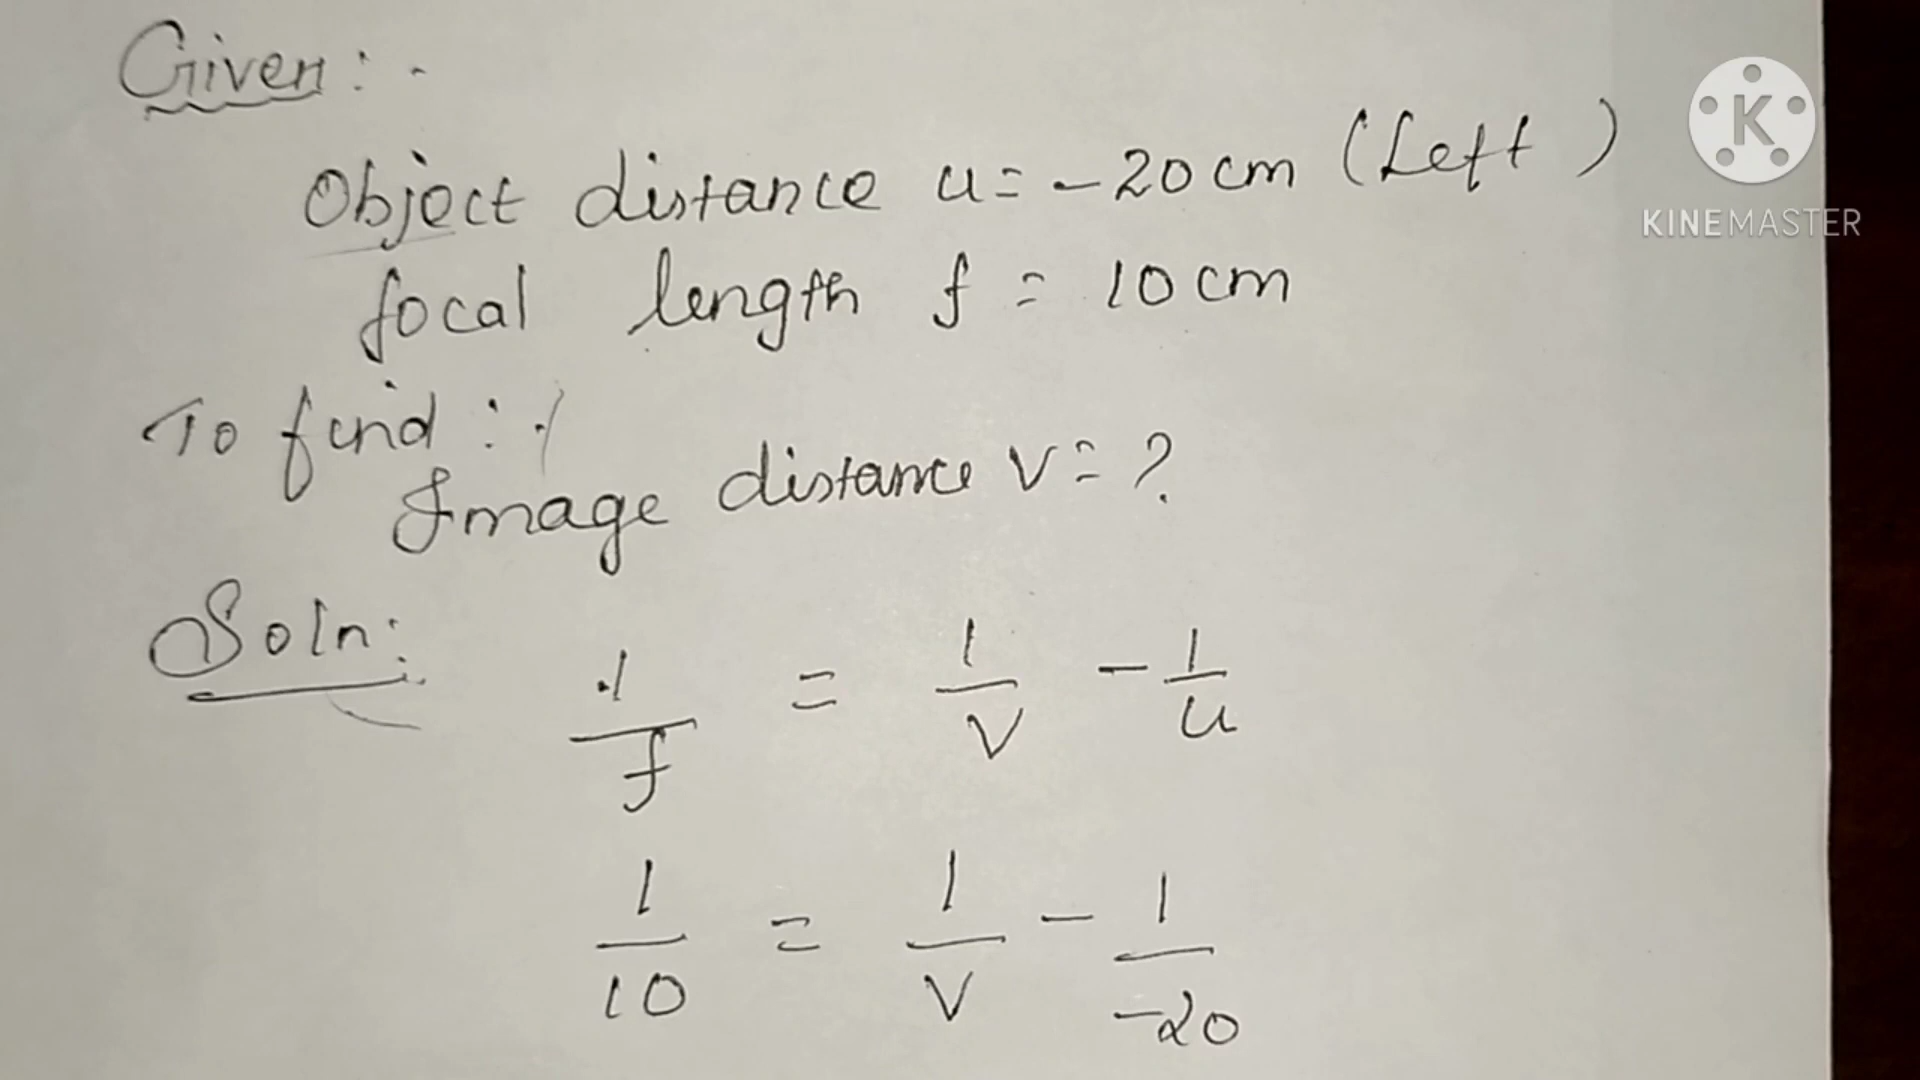 Given:-
Object distance u = -20 cm (Left)
focal length f = 10 cm
To find :-
Image distance v = ?
Soln:
1/f = 1/v - 1/u
1/10 = 1/v - 1/-20
K
KINEMASTER